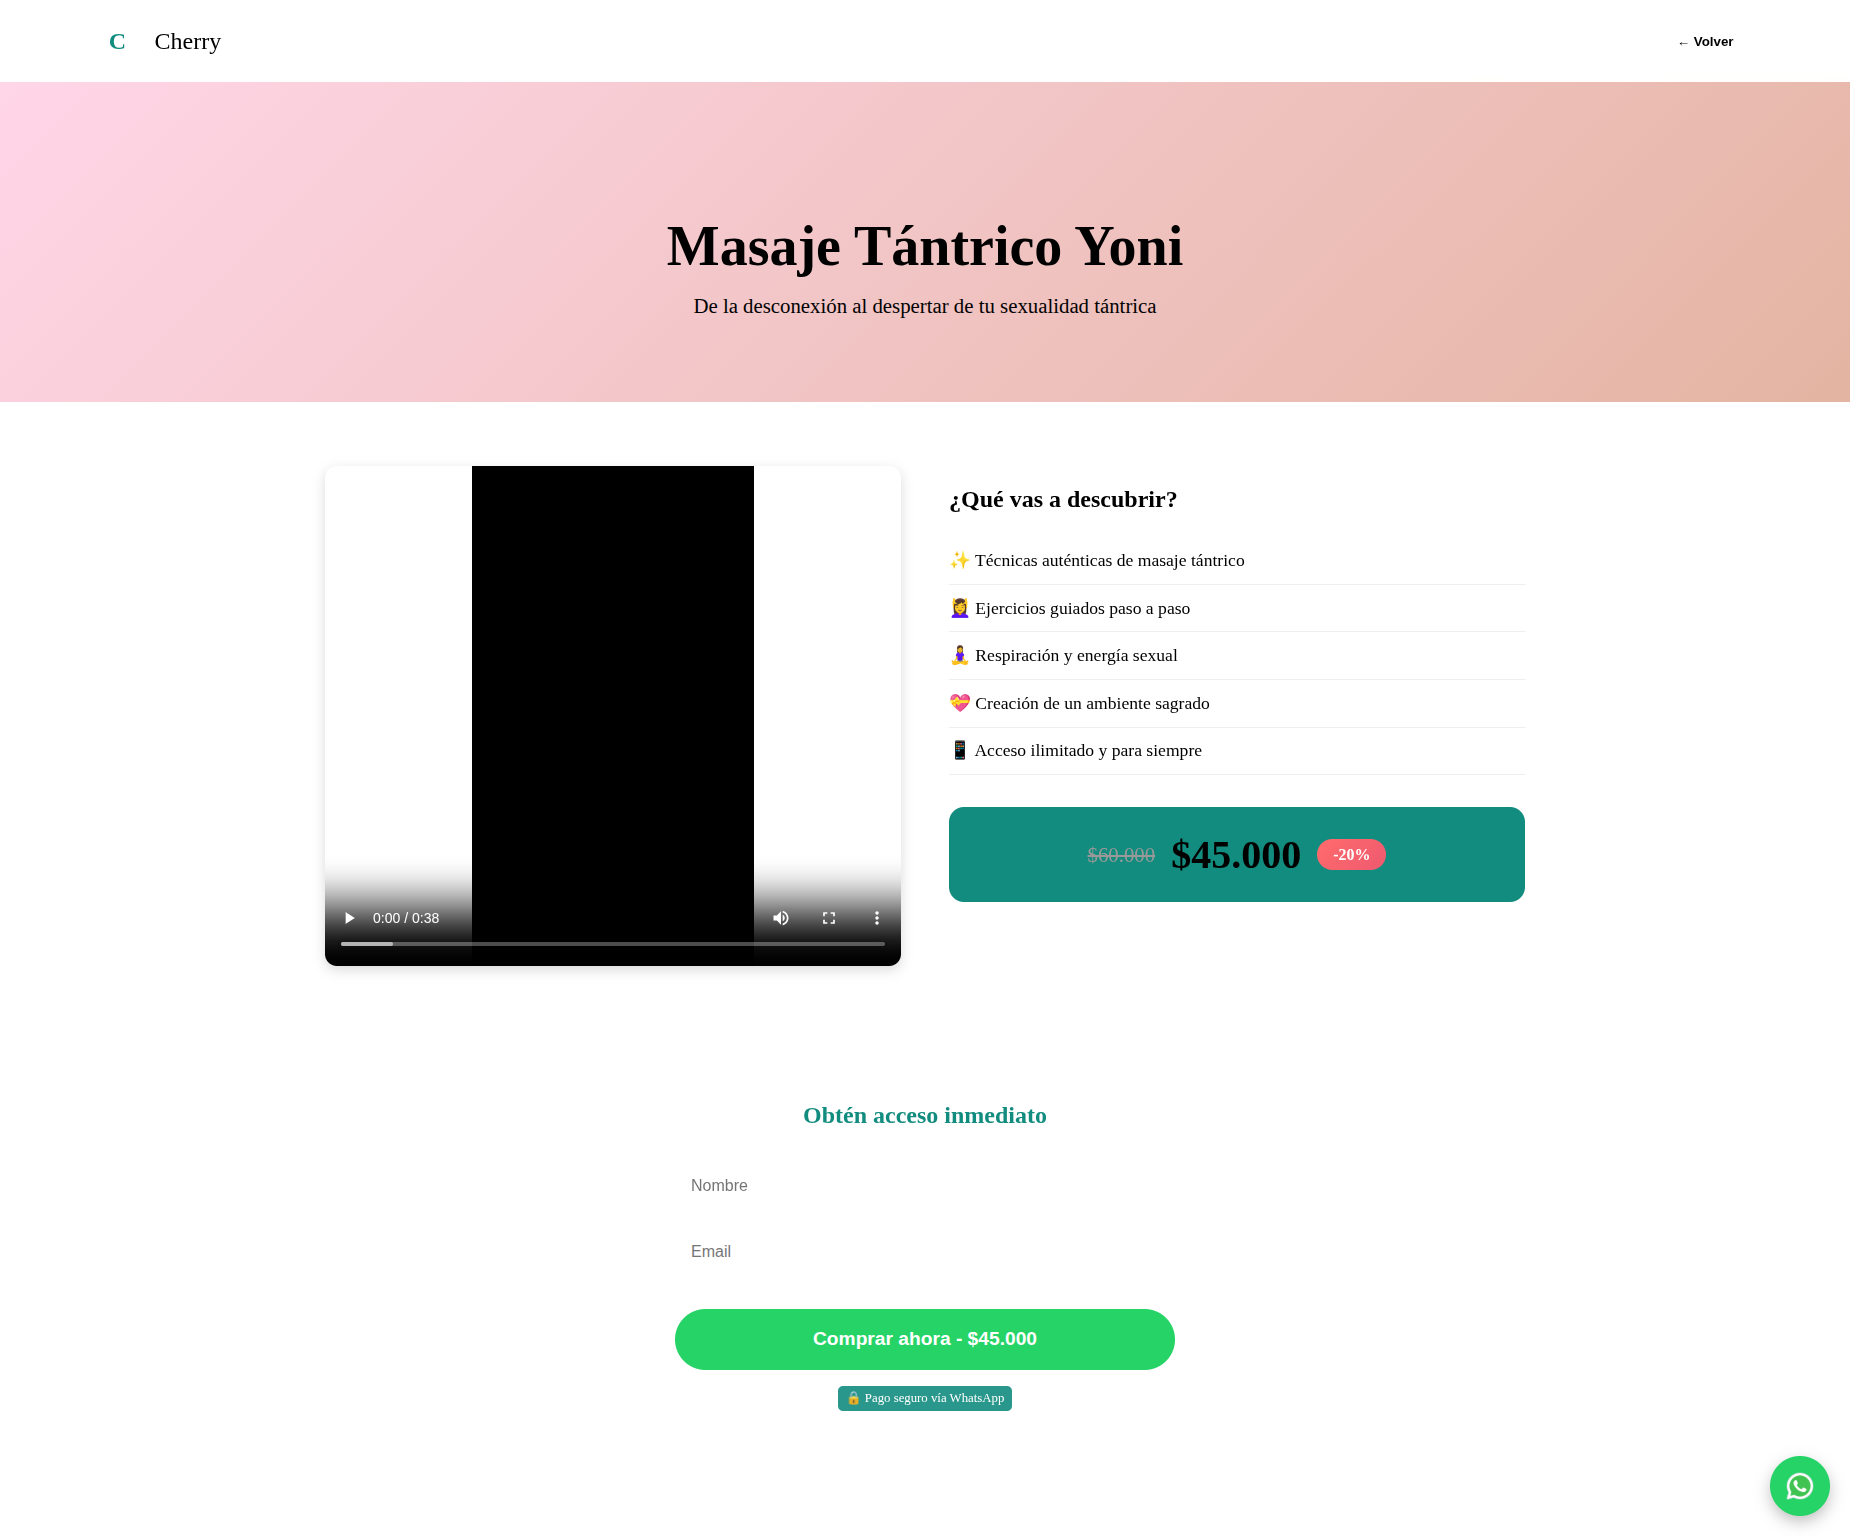 C Cherry
← Volver
Masaje Tántrico Yoni
De la desconexión al despertar de tu sexualidad tántrica
0:00 / 0:38
¿Qué vas a descubrir?
✨ Técnicas auténticas de masaje tántrico
💆‍♀️ Ejercicios guiados paso a paso
🧘‍♀️ Respiración y energía sexual
💝 Creación de un ambiente sagrado
📱 Acceso ilimitado y para siempre
$60.000 $45.000 -20%
Obtén acceso inmediato
Nombre
Email
Comprar ahora - $45.000
🔒 Pago seguro vía WhatsApp